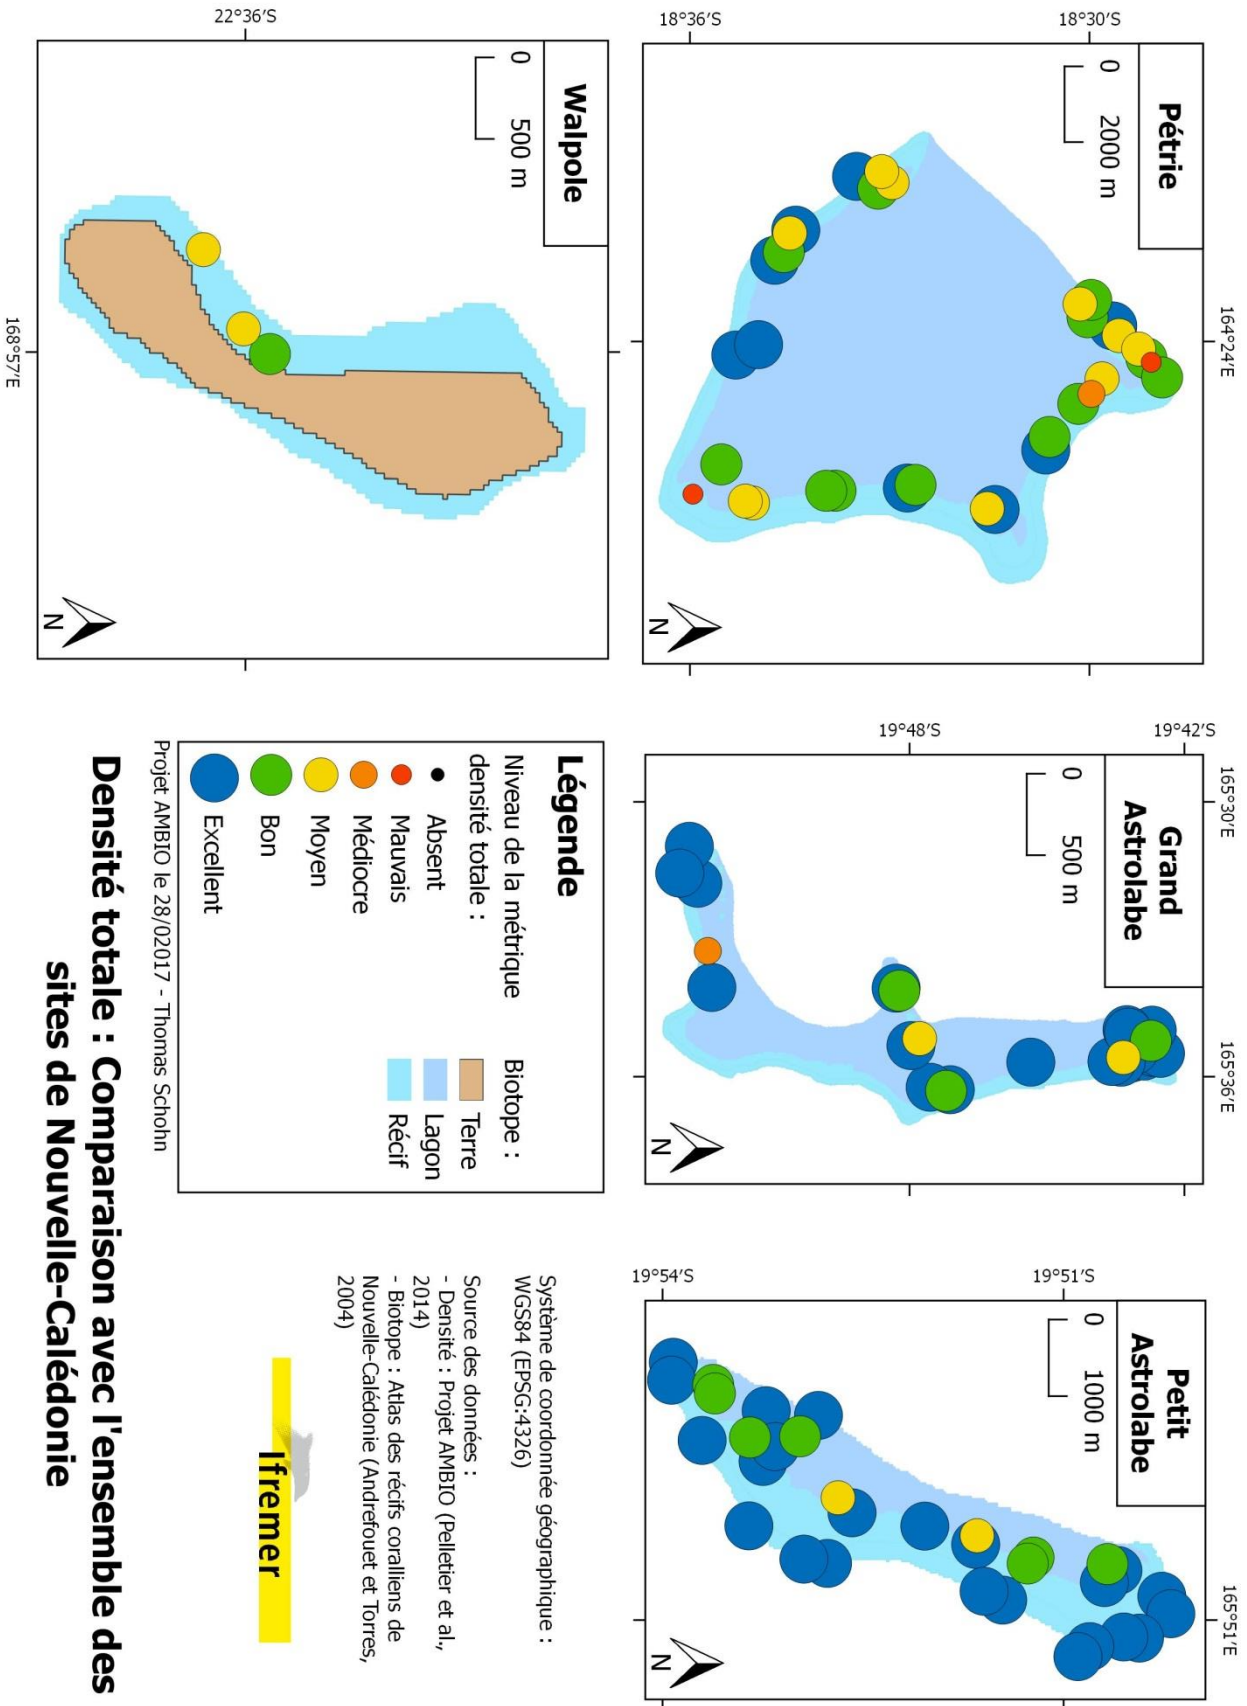 Pétrie
0 2000 m
18°36'S
18°30'S
164°24'E
N
Grand
Astrolabe
0 500 m
19°48'S
19°42'S
165°30'E
165°36'E
N
Petit
Astrolabe
0 1000 m
19°54'S
19°51'S
165°51'E
N
Walpole
0 500 m
22°36'S
168°57'E
N
Légende
Niveau de la métrique
densité totale :
Absent
Mauvais
Médiocre
Moyen
Bon
Excellent
Biotope :
Terre
Lagon
Récif
Système de coordonnée géographique :
WGS84 (EPSG:4326)
Source des données :
- Densité : Projet AMBIO (Pelletier et al.,
2014)
- Biotope : Atlas des récifs coralliens de
Nouvelle-Calédonie (Andrefouet et Torres,
2004)
Ifremer
Projet AMBIO le 28/02017 - Thomas Schohn
Densité totale : Comparaison avec l'ensemble des
sites de Nouvelle-Calédonie